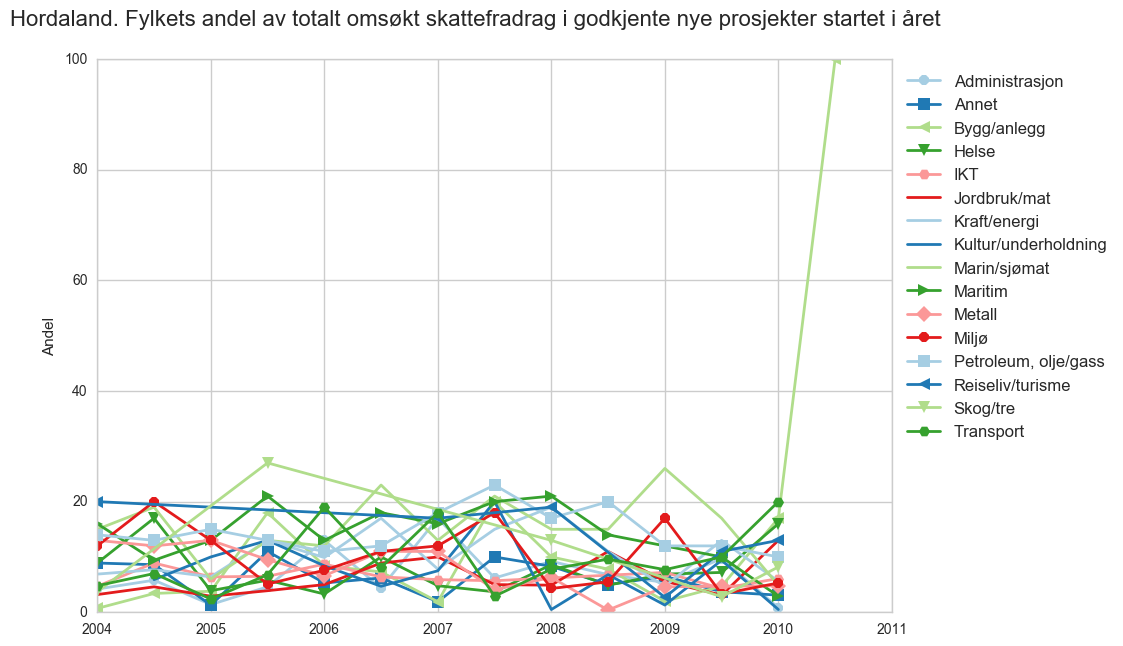 Hordaland. Fylkets andel av totalt omsøkt skattefradrag i godkjente nye prosjekter startet i året
100
80
60
40
20
0
Andel
2004 2005 2006 2007 2008 2009 2010 2011
Administrasjon
Annet
Bygg/anlegg
Helse
IKT
Jordbruk/mat
Kraft/energi
Kultur/underholdning
Marin/sjømat
Maritim
Metall
Miljø
Petroleum, olje/gass
Reiseliv/turisme
Skog/tre
Transport